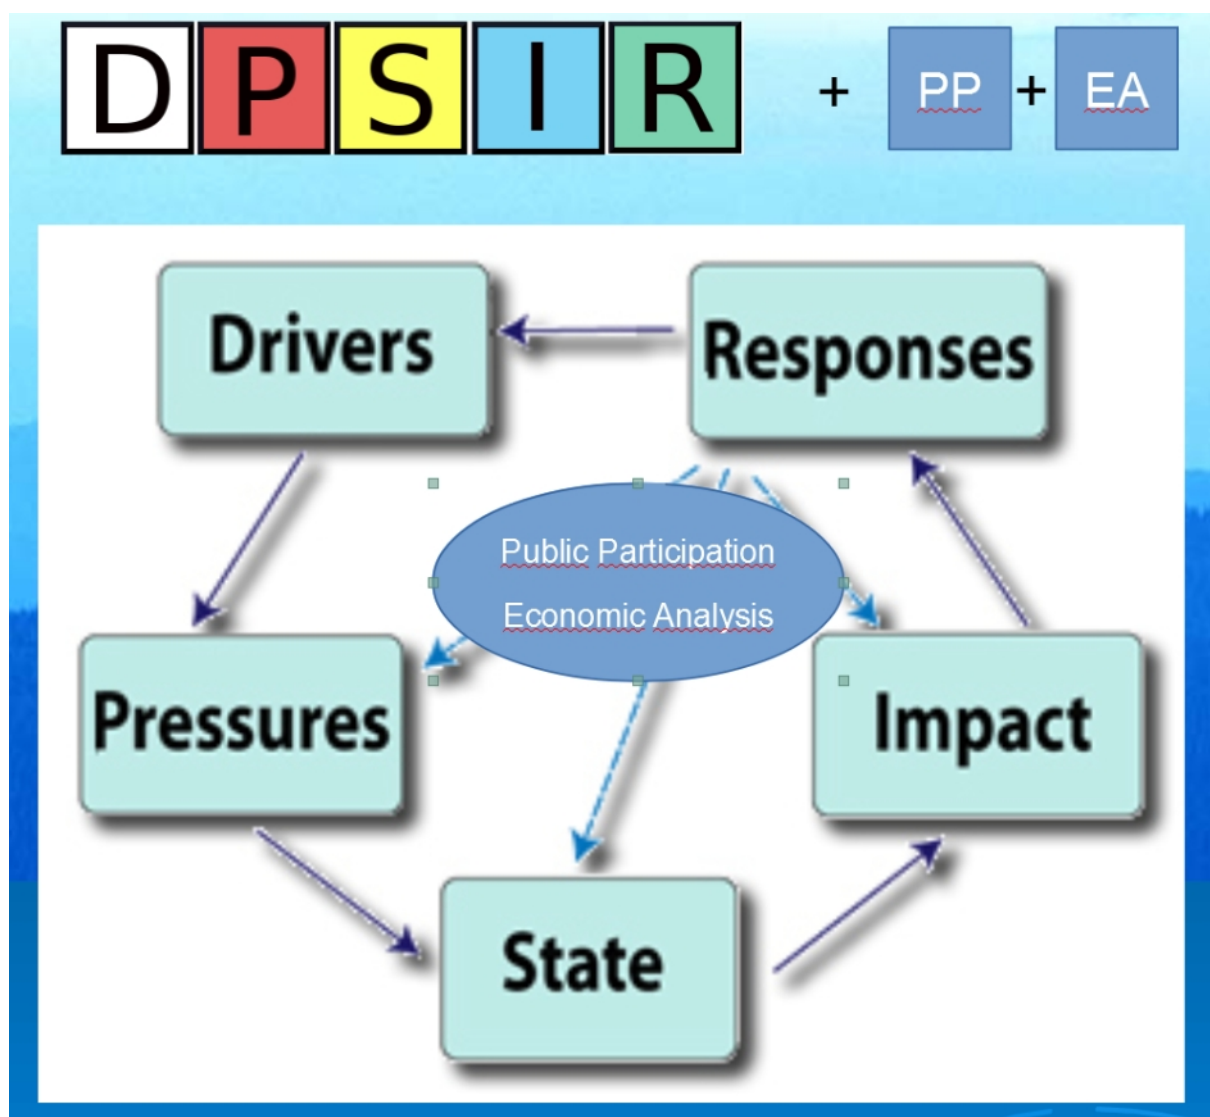 D P S I R + PP + EA
Drivers
Responses
Public Participation
Economic Analysis
Pressures
Impact
State